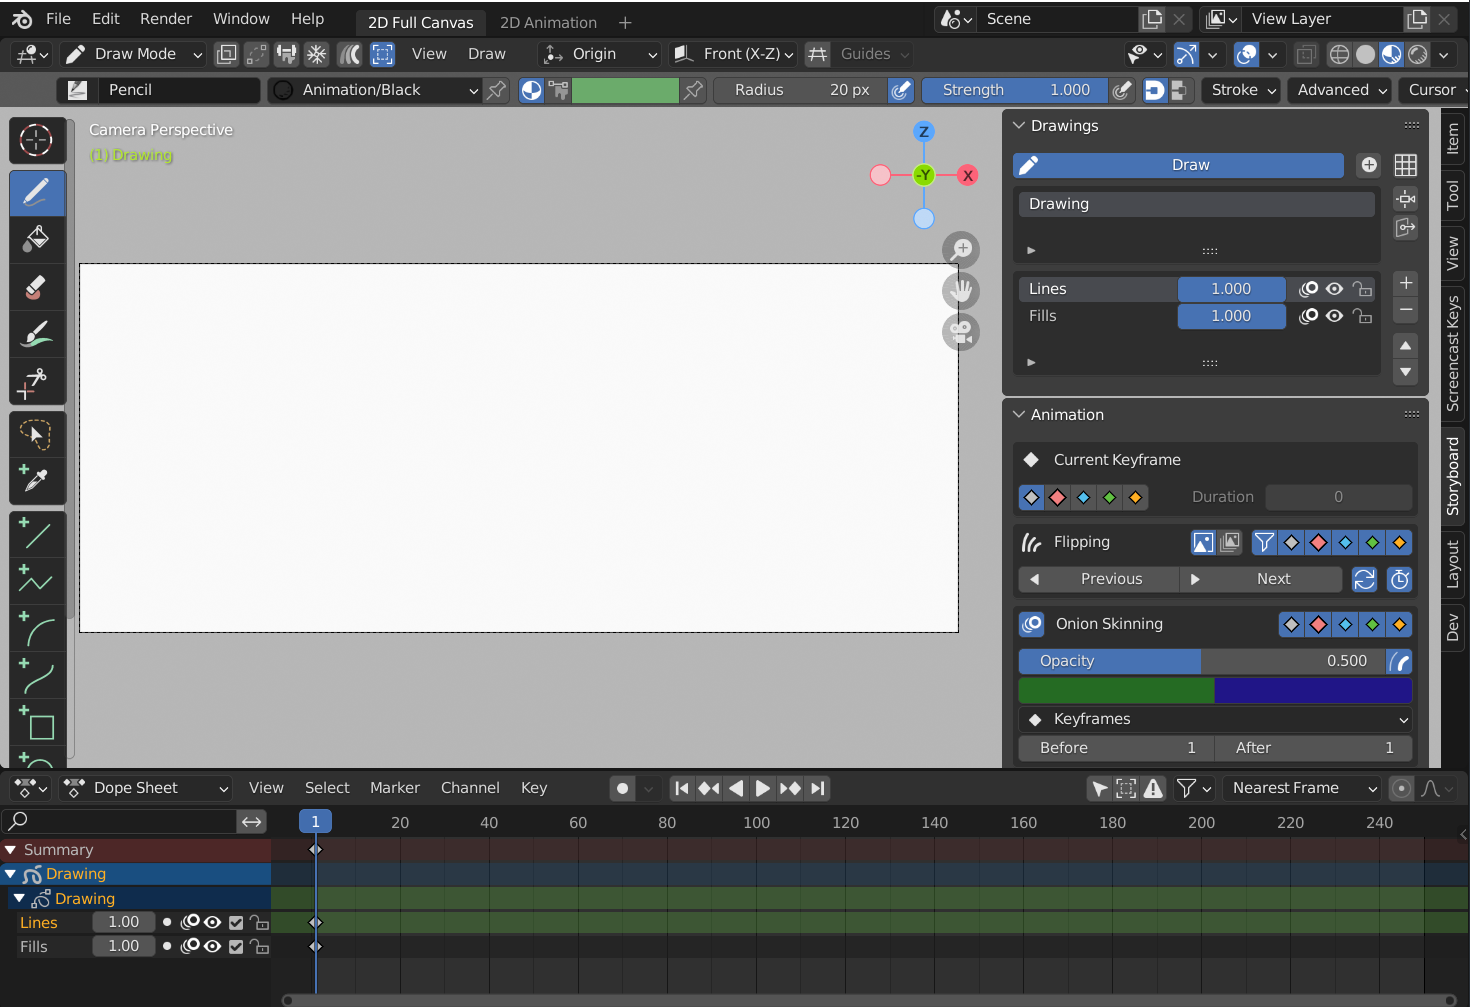 File Edit Render Window Help 2D Full Canvas 2D Animation + Scene View Layer
Draw Mode View Draw Origin Front (X-Z) Guides
Pencil Animation/Black Radius 20 px Strength 1.000 Stroke Advanced Cursor
Camera Perspective
(1) Drawing
Z
-Y
X
Drawings
Draw
Drawing
Lines 1.000
Fills 1.000
Animation
Current Keyframe
Duration 0
Flipping
Previous Next
Onion Skinning
Opacity 0.500
Keyframes
Before 1 After 1
Item
Tool
View
Screencast Keys
Storyboard
Layout
Dev
Dope Sheet View Select Marker Channel Key Nearest Frame
1 20 40 60 80 100 120 140 160 180 200 220 240
Summary
Drawing
Drawing
Lines 1.00
Fills 1.00